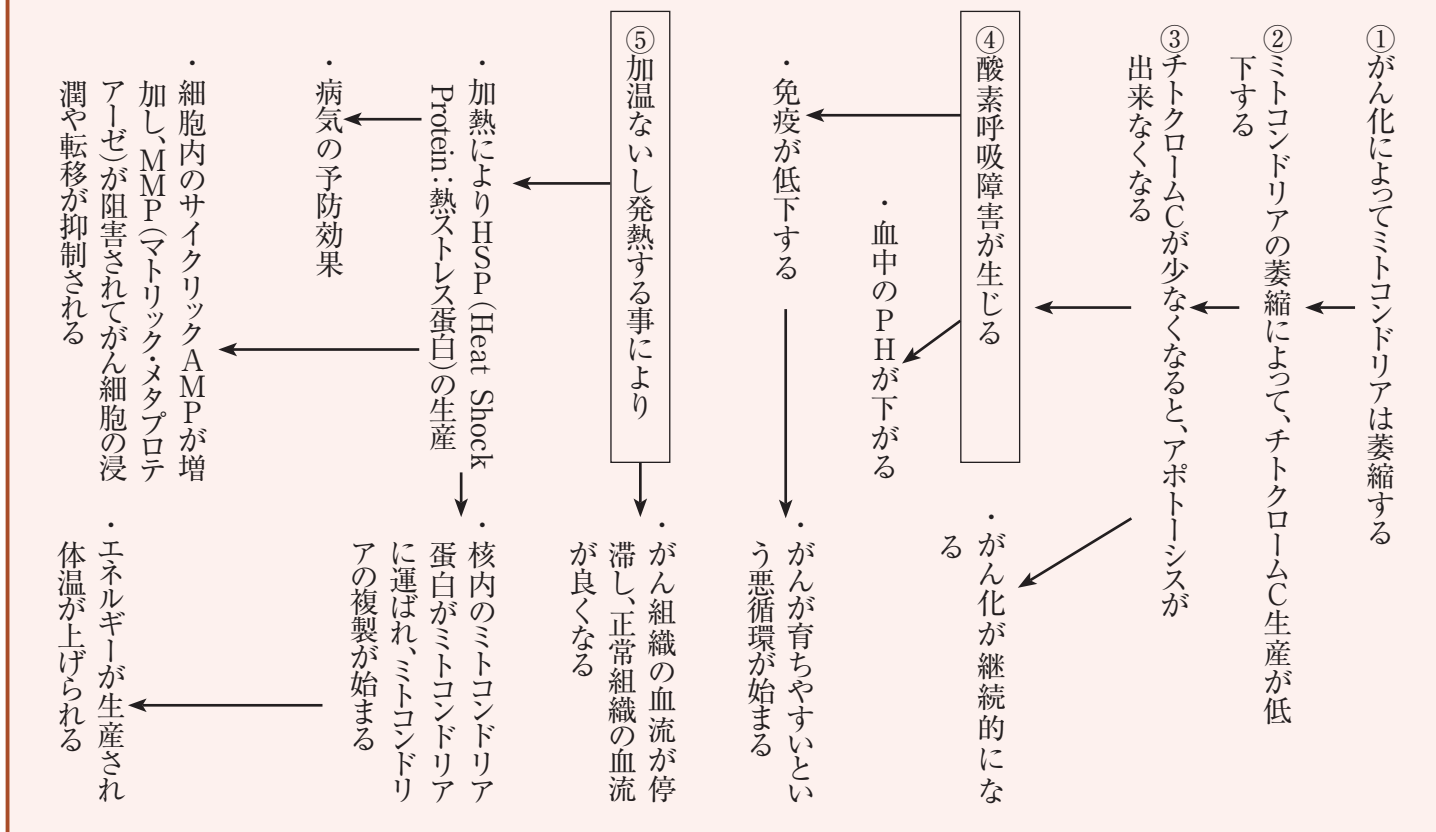 ①がん化によってミトコンドリアは萎縮する
②ミトコンドリアの萎縮によって、チトクロームC生産が低
下する
③チトクロームCが少なくなると、アポトーシスが
出来なくなる
④酸素呼吸障害が生じる
・がん化が継続的にな
る
・血中のPHが下がる
・免疫が低下する
・がんが育ちやすいとい
う悪循環が始まる
⑤加温ないし発熱する事により
・がん組織の血流が停
滞し、正常組織の血流
が良くなる
・加熱によりHSP(Heat Shock
Protein:熱ストレス蛋白)の生産
・核内のミトコンドリア
蛋白がミトコンドリア
に運ばれ、ミトコンドリ
アの複製が始まる
・病気の予防効果
・細胞内のサイクリックAMPが増
加し、MMP(マトリック・メタプロテ
アーゼ)が阻害されてがん細胞の浸
潤や転移が抑制される
・エネルギーが生産され
体温が上げられる